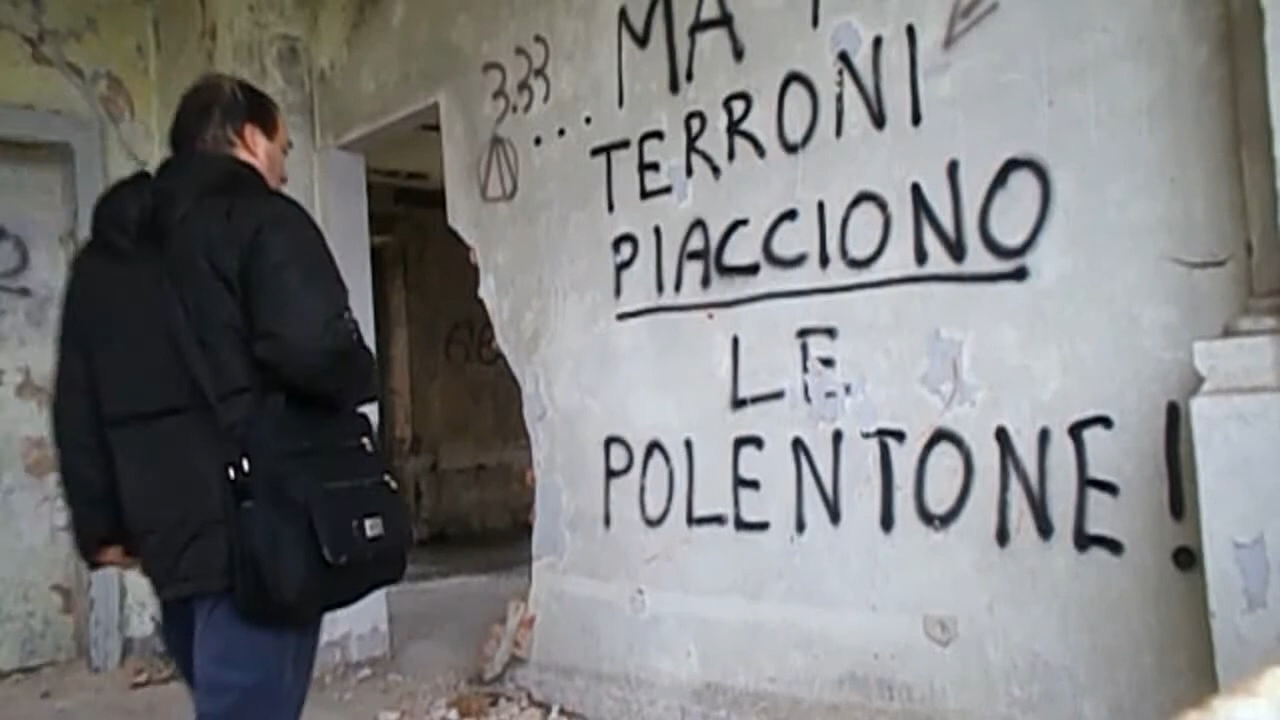 3.33
... MA
TERRONI
PIACCIONO
LE
POLENTONE!